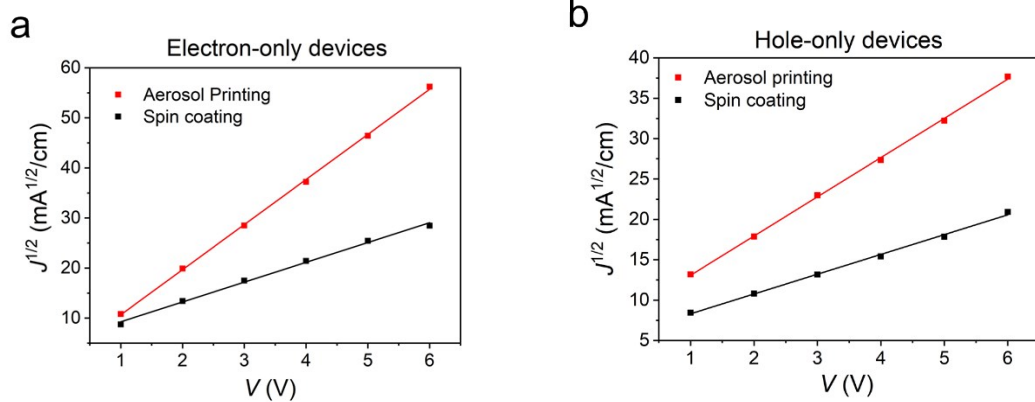 a
Electron-only devices
60
50
40
30
20
10
Aerosol Printing
Spin coating
J1/2 (mA1/2/cm)
1 2 3 4 5 6
V (V)
b
Hole-only devices
40
35
30
25
20
15
10
5
Aerosol printing
Spin coating
J1/2 (mA1/2/cm)
1 2 3 4 5 6
V (V)